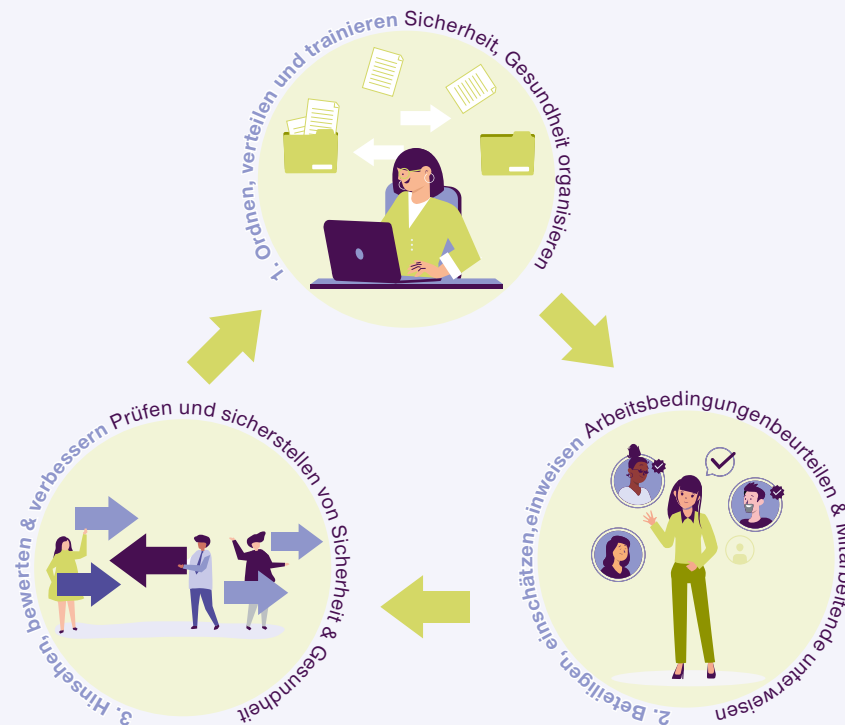 1. Ordnen, verteilen und trainieren Sicherheit, Gesundheit organisieren
2. Beteiligen, einschätzen, einweisen Arbeitsbedingungenbeurteilen & Mitarbeitende unterweisen
3. Hinsehen, bewerten & verbessern Prüfen und sicherstellen von Sicherheit & Gesundheit